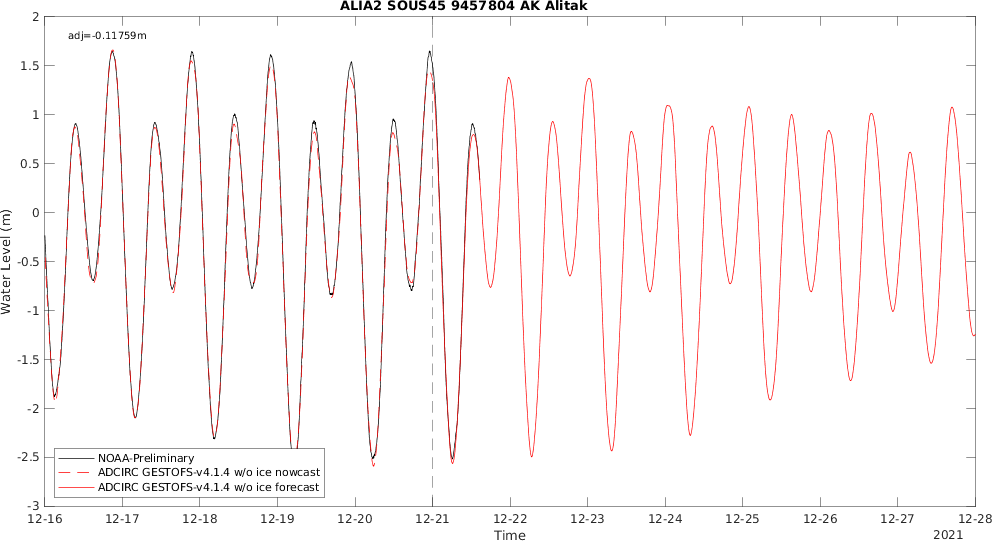 ALIA2 SOUS45 9457804 AK Alitak
adj=-0.11759m
2
1.5
1
0.5
0
-0.5
-1
-1.5
-2
-2.5
-3
Water Level (m)
NOAA-Preliminary
ADCIRC GESTOFS-v4.1.4 w/o ice nowcast
ADCIRC GESTOFS-v4.1.4 w/o ice forecast
12-16 12-17 12-18 12-19 12-20 12-21 12-22 12-23 12-24 12-25 12-26 12-27 12-28
Time
2021